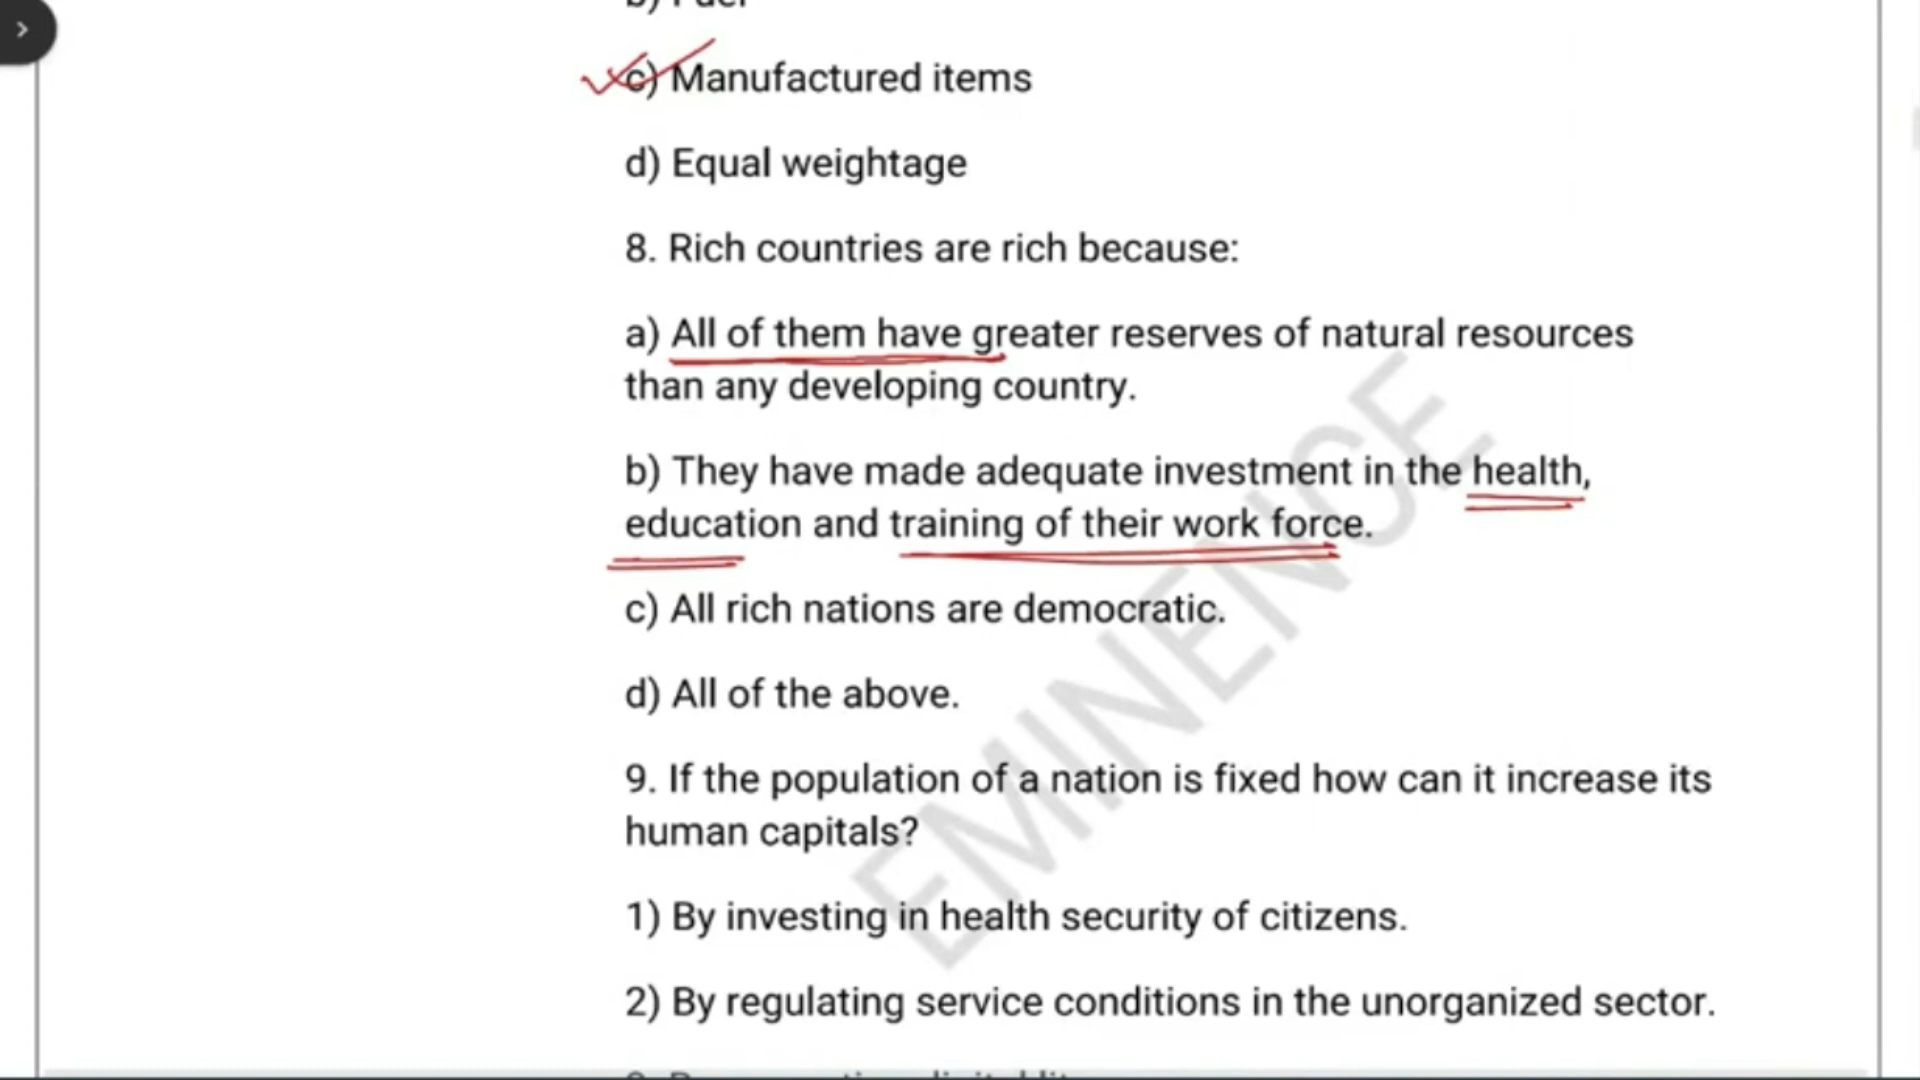 b) Fuel
c) Manufactured items
d) Equal weightage
8. Rich countries are rich because:
a) All of them have greater reserves of natural resources
than any developing country.
b) They have made adequate investment in the health,
education and training of their work force.
c) All rich nations are democratic.
d) All of the above.
9. If the population of a nation is fixed how can it increase its
human capitals?
1) By investing in health security of citizens.
2) By regulating service conditions in the unorganized sector.
EMINENCE